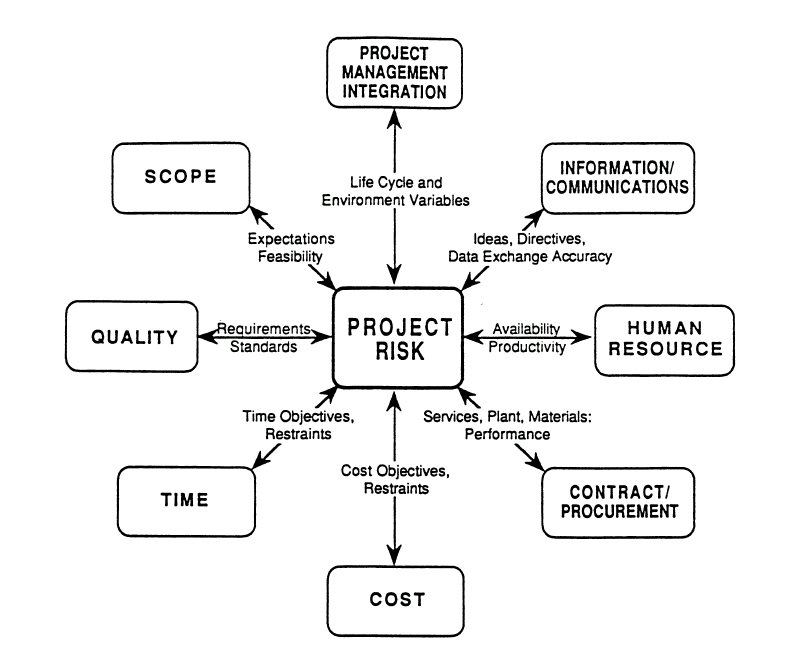 PROJECT
MANAGEMENT
INTEGRATION
SCOPE
INFORMATION/
COMMUNICATIONS
Life Cycle and
Environment Variables
Expectations
Feasibility
Ideas, Directives,
Data Exchange Accuracy
QUALITY
Requirements
Standards
PROJECT
RISK
Availability
Productivity
HUMAN
RESOURCE
Time Objectives,
Restraints
Services, Plant, Materials:
Performance
Cost Objectives,
Restraints
TIME
CONTRACT/
PROCUREMENT
COST